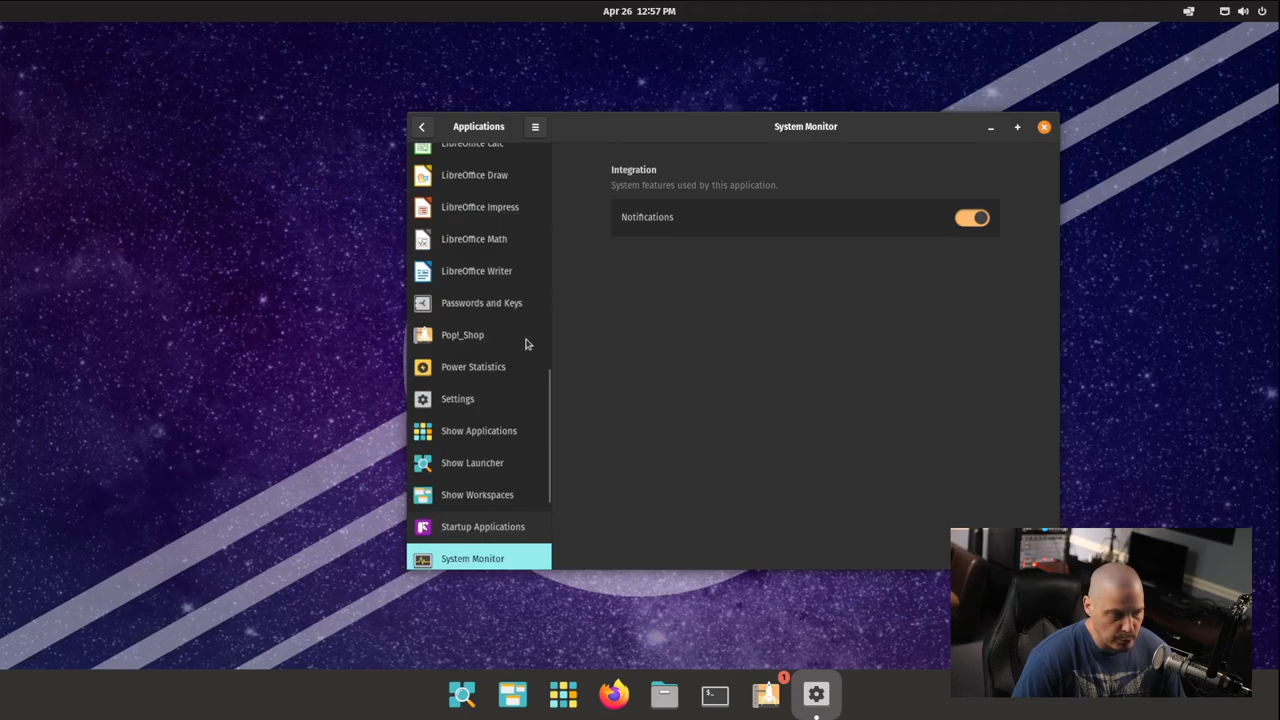 Apr 26 12:57 PM
Applications
System Monitor
LibreOffice Calc
LibreOffice Draw
LibreOffice Impress
LibreOffice Math
LibreOffice Writer
Passwords and Keys
Pop!_Shop
Power Statistics
Settings
Show Applications
Show Launcher
Show Workspaces
Startup Applications
System Monitor
Integration
System features used by this application.
Notifications
1